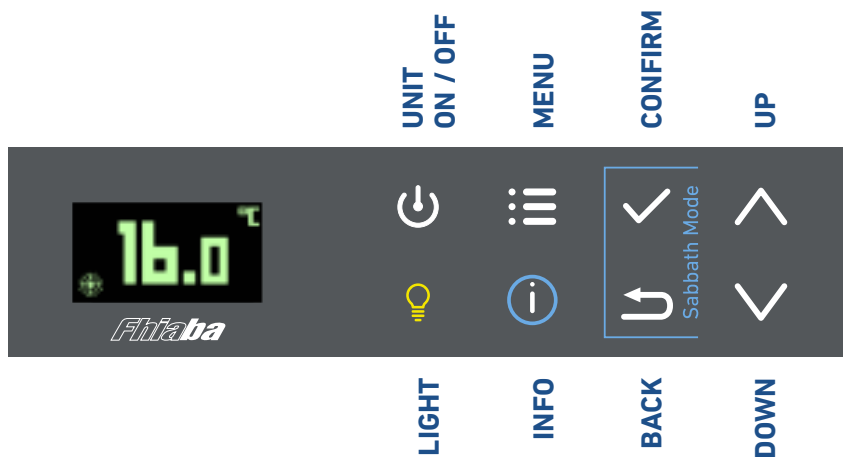 UNIT
ON / OFF
MENU
CONFIRM
UP
16.0
°C
Sabbath Mode
Fhiaba
LIGHT
INFO
BACK
DOWN